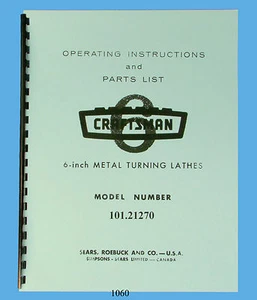 OPERATING INSTRUCTIONS
and
PARTS LIST
6
CRAFTSMAN
6-inch METAL TURNING LATHES
MODEL NUMBER
101.21270
SEARS, ROEBUCK AND CO.—U.S.A.
SIMPSONS-SEARS LIMITED—CANADA
1060